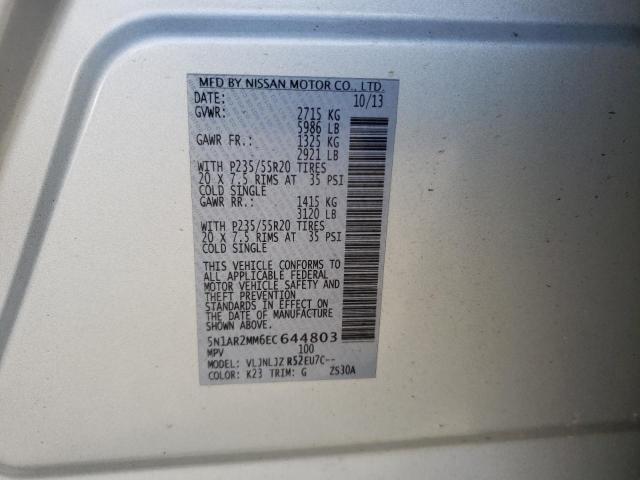 MFD BY NISSAN MOTOR CO., LTD.
DATE: 10/13
GVWR: 2715 KG
5986 LB
GAWR FR.: 1325 KG
2921 LB
WITH P235/55R20 TIRES
20 X 7.5 RIMS AT 35 PSI
COLD SINGLE
GAWR RR.: 1415 KG
3120 LB
WITH P235/55R20 TIRES
20 X 7.5 RIMS AT 35 PSI
COLD SINGLE
THIS VEHICLE CONFORMS TO
ALL APPLICABLE FEDERAL
MOTOR VEHICLE SAFETY AND
THEFT PREVENTION
STANDARDS IN EFFECT ON
THE DATE OF MANUFACTURE
SHOWN ABOVE.
5N1AR2MM6EC644803
MPV 100
MODEL: VLJNLJZ R52EU7C--
COLOR: K23 TRIM: G ZS30A